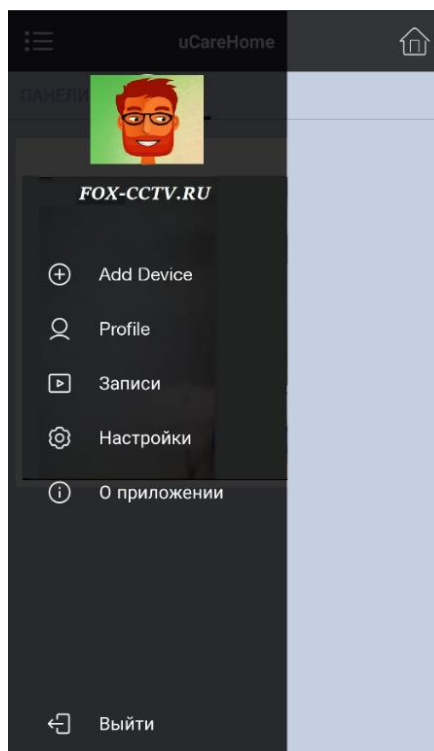 uCareHome
ПАНЕЛИ
FOX-CCTV.RU
Add Device
Profile
Записи
Настройки
О приложении
Выйти